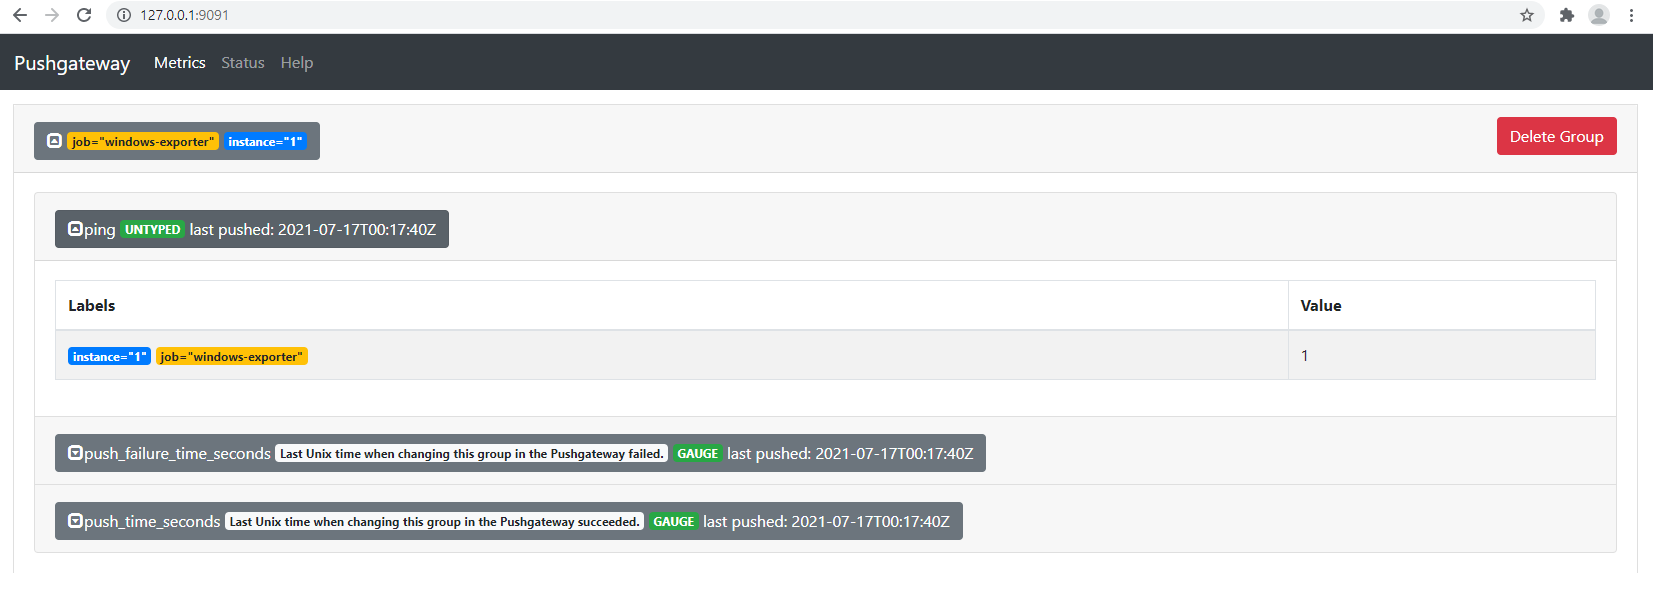 127.0.0.1:9091
Pushgateway Metrics Status Help
job="windows-exporter" instance="1" Delete Group
ping UNTYPED last pushed: 2021-07-17T00:17:40Z
Labels Value
instance="1" job="windows-exporter" 1
push_failure_time_seconds Last Unix time when changing this group in the Pushgateway failed. GAUGE last pushed: 2021-07-17T00:17:40Z
push_time_seconds Last Unix time when changing this group in the Pushgateway succeeded. GAUGE last pushed: 2021-07-17T00:17:40Z